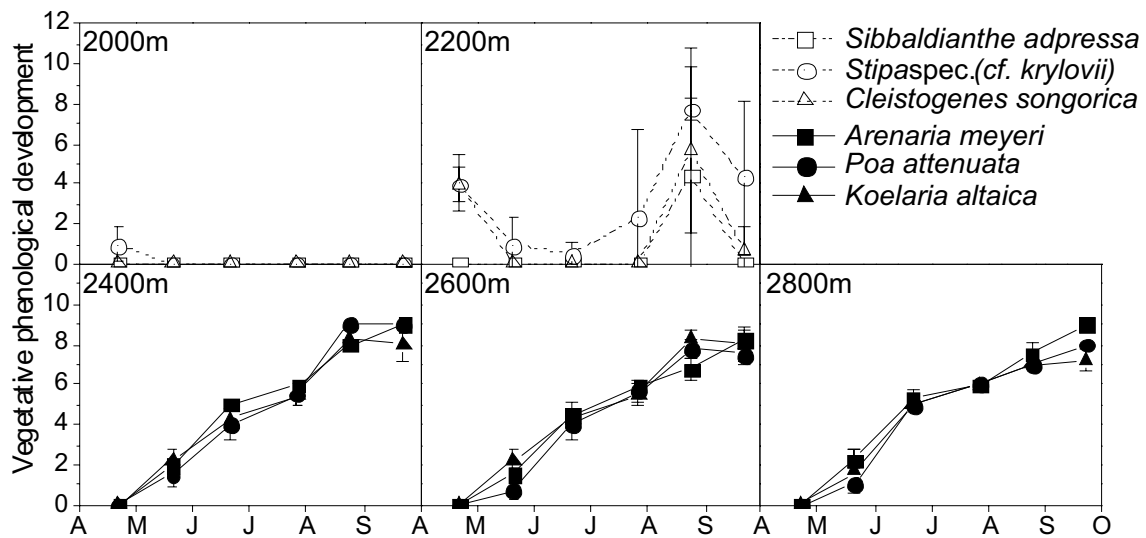 Vegetative phenological development
12
10
8
6
4
2
0
2000m
2200m
Sibbaldianthe adpressa
Stipaspec.(cf. krylovii)
Cleistogenes songorica
Arenaria meyeri
Poa attenuata
Koelaria altaica
10
8
6
4
2
0
2400m
2600m
2800m
A M J J A S A M J J A S A M J J A S O